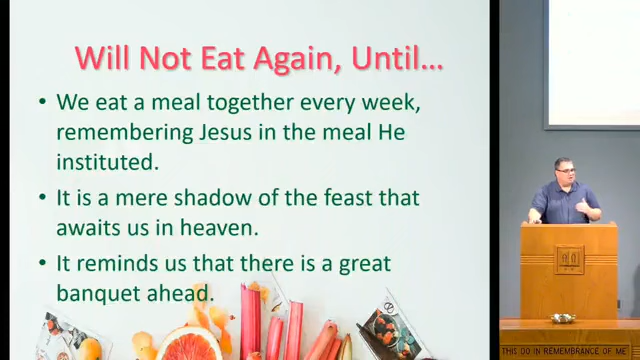 Will Not Eat Again, Until...
• We eat a meal together every week,
remembering Jesus in the meal He
instituted.
• It is a mere shadow of the feast that
awaits us in heaven.
• It reminds us that there is a great
banquet ahead.
THIS DO IN REMEMBRANCE OF ME